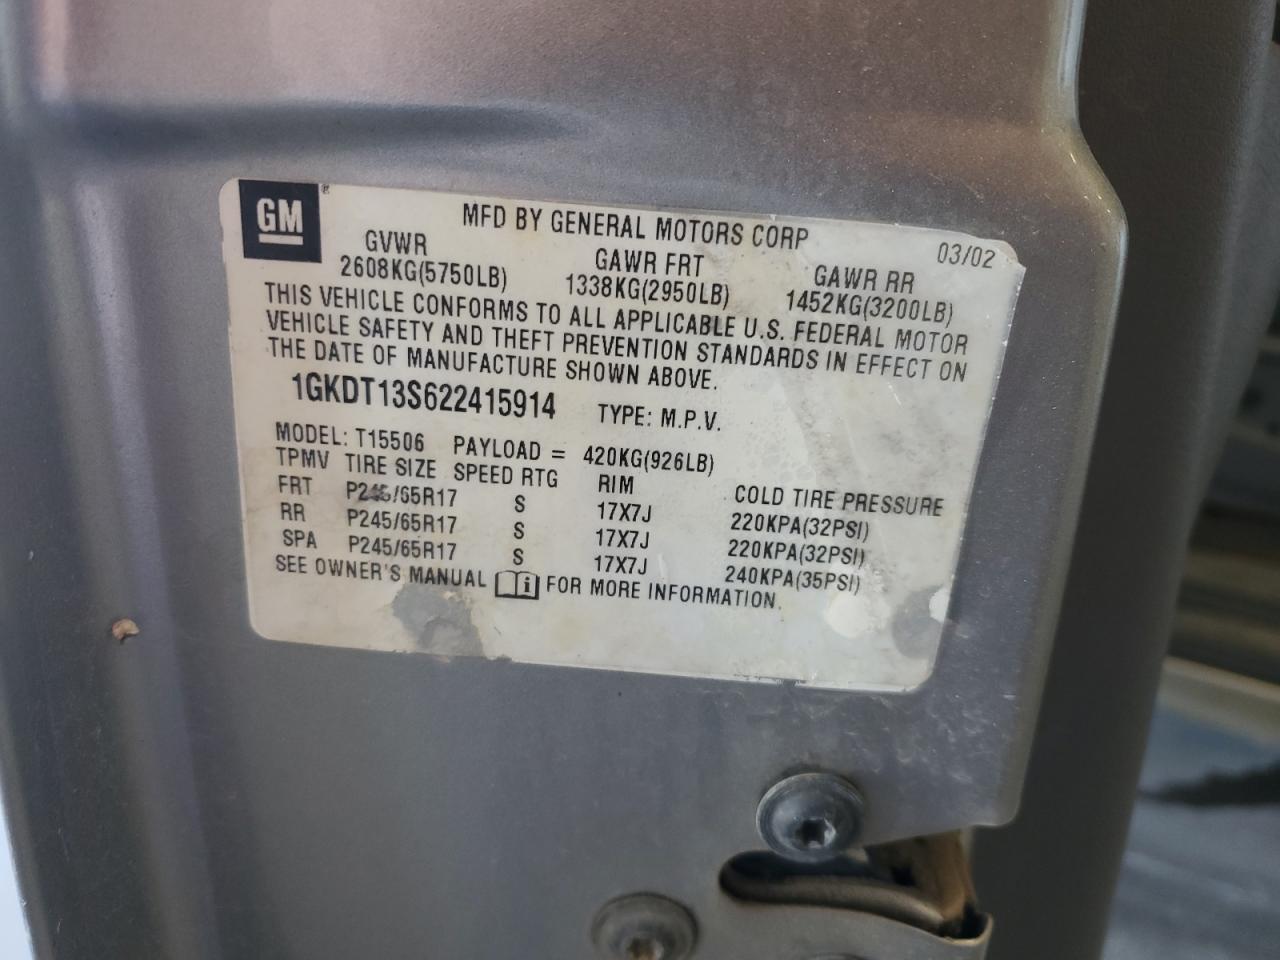 GM ®
MFD BY GENERAL MOTORS CORP
03/02
GVWR GAWR FRT GAWR RR
2608KG(5750LB) 1338KG(2950LB) 1452KG(3200LB)
THIS VEHICLE CONFORMS TO ALL APPLICABLE U.S. FEDERAL MOTOR
VEHICLE SAFETY AND THEFT PREVENTION STANDARDS IN EFFECT ON
THE DATE OF MANUFACTURE SHOWN ABOVE.
1GKDT13S622415914 TYPE: M.P.V.
MODEL: T15506 PAYLOAD = 420KG(926LB)
TPMV TIRE SIZE SPEED RTG RIM COLD TIRE PRESSURE
FRT P245/65R17 S 17X7J 220KPA(32PSI)
RR P245/65R17 S 17X7J 220KPA(32PSI)
SPA P245/65R17 S 17X7J 240KPA(35PSI)
SEE OWNER'S MANUAL i FOR MORE INFORMATION.